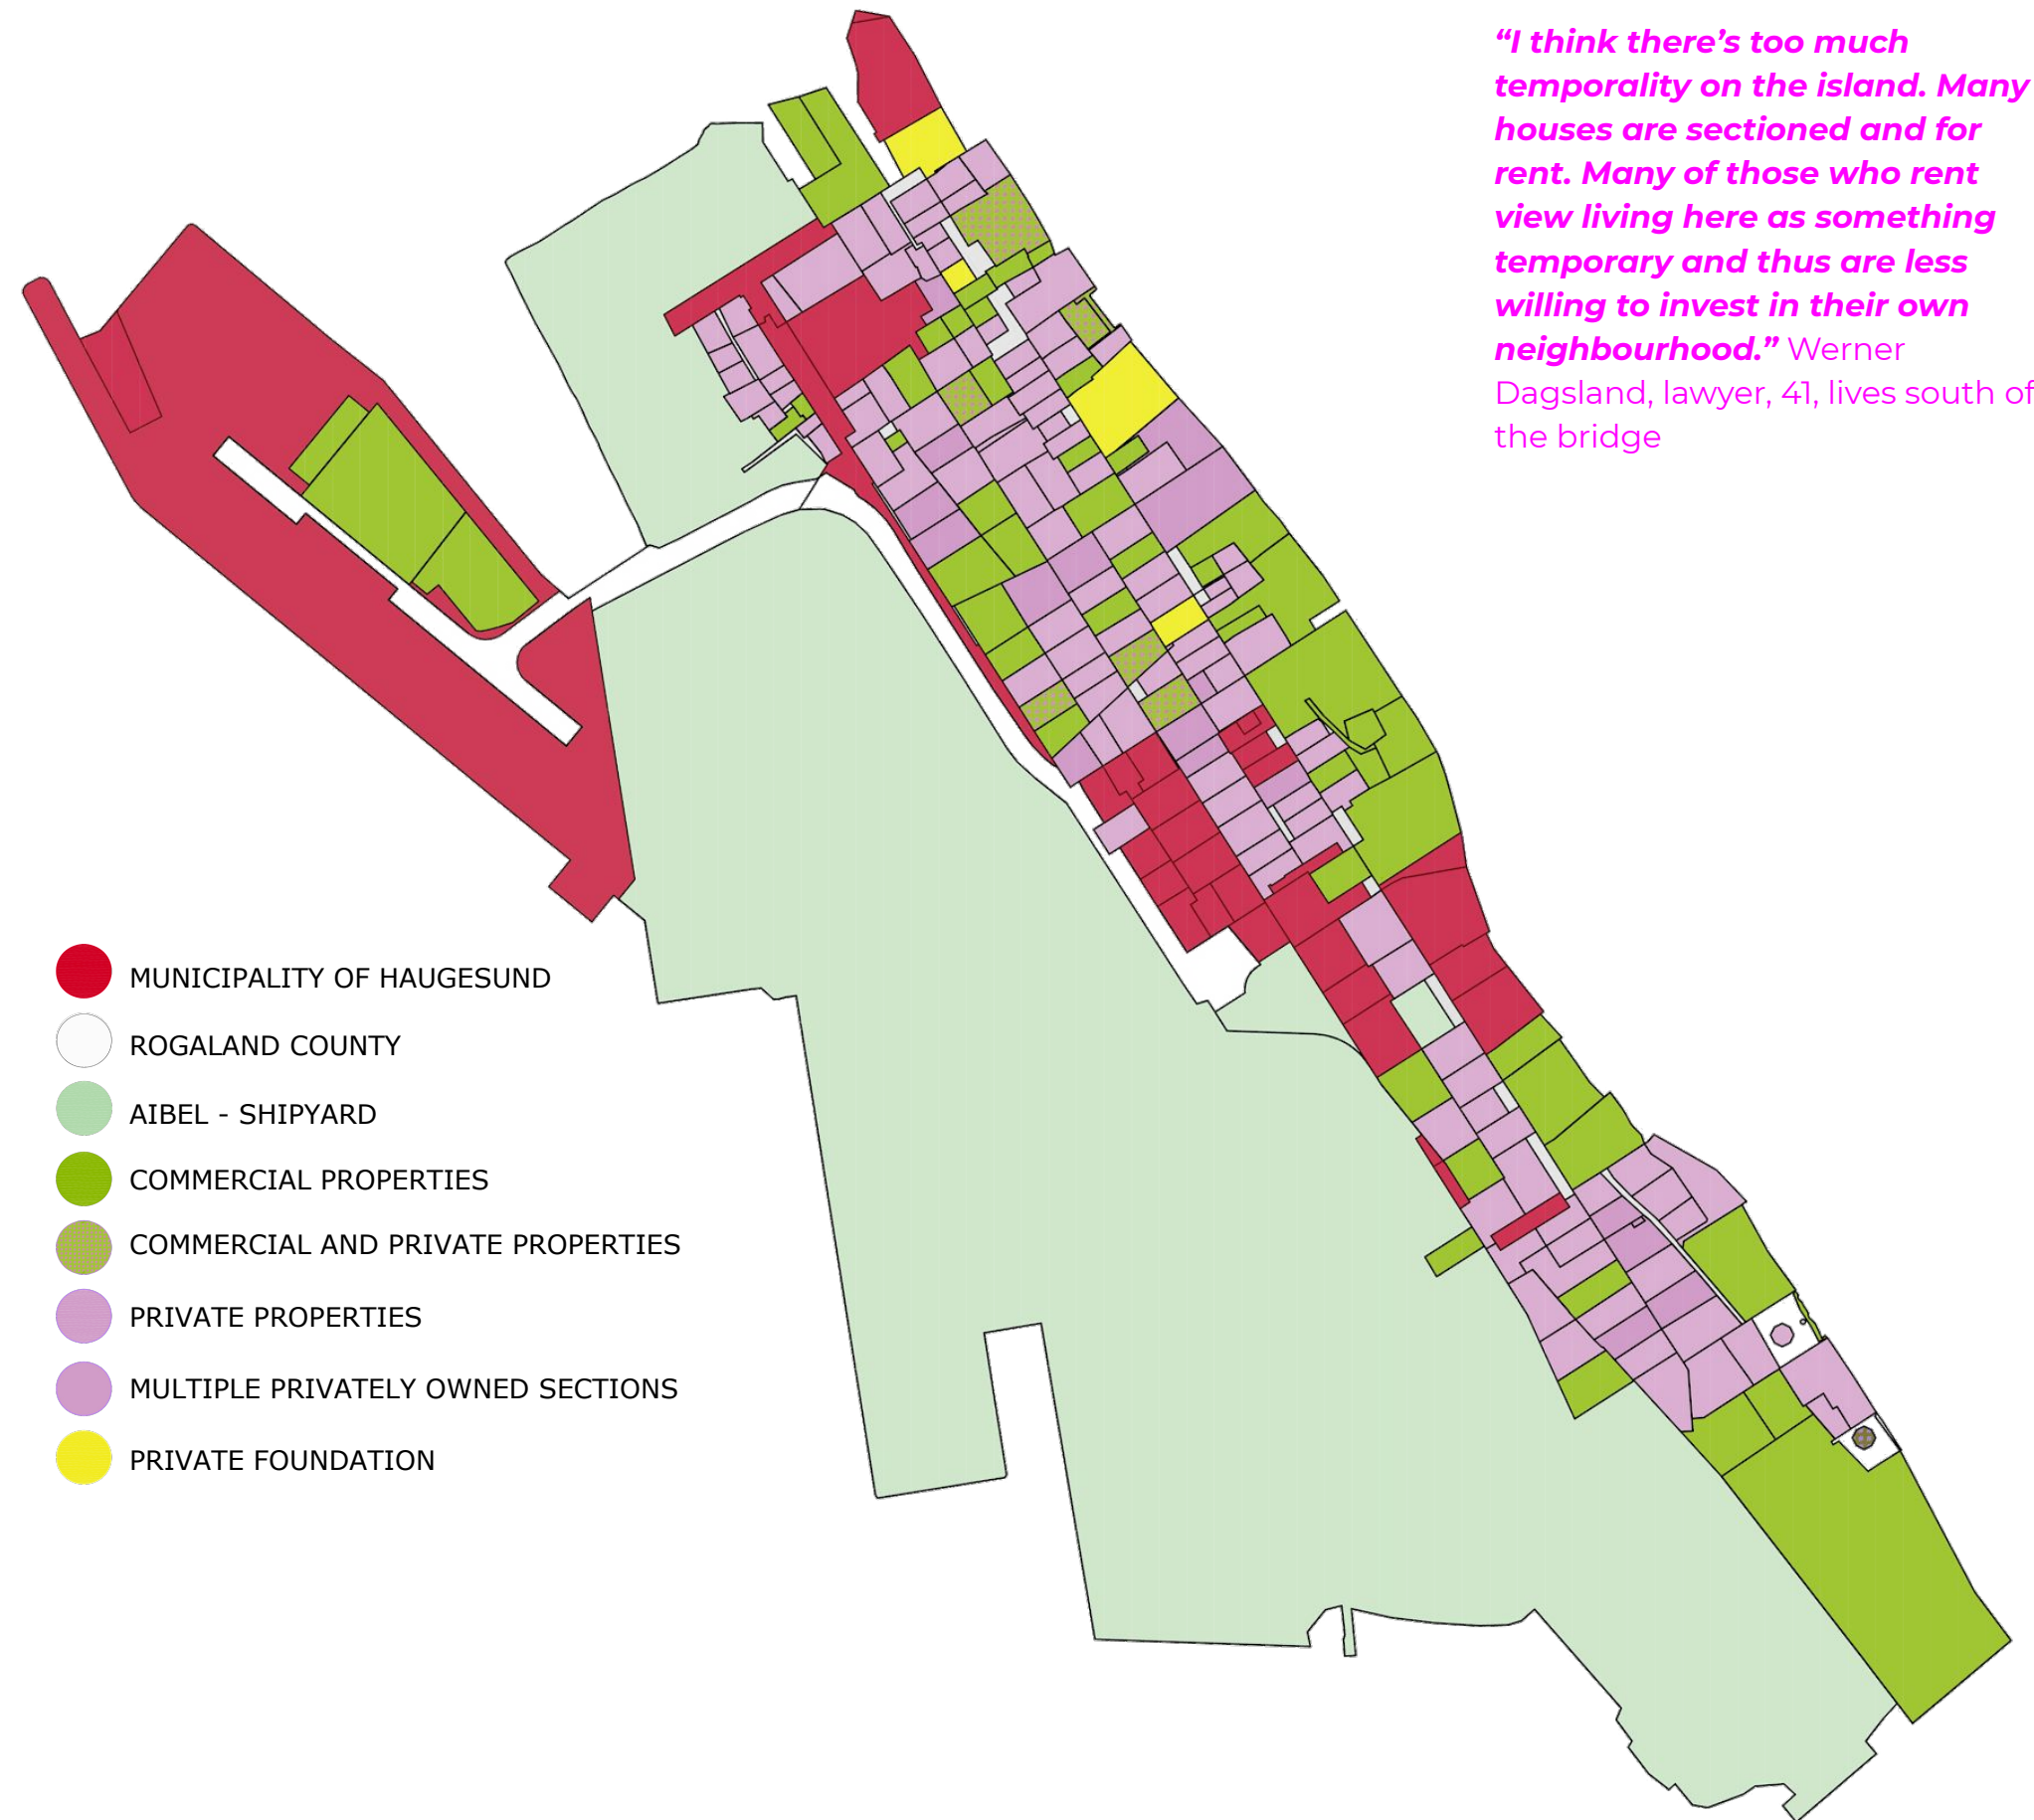 “I think there’s too much
temporality on the island. Many
houses are sectioned and for
rent. Many of those who rent
view living here as something
temporary and thus are less
willing to invest in their own
neighbourhood.” Werner
Dagsland, lawyer, 41, lives south of
the bridge
MUNICIPALITY OF HAUGESUND
ROGALAND COUNTY
AIBEL - SHIPYARD
COMMERCIAL PROPERTIES
COMMERCIAL AND PRIVATE PROPERTIES
PRIVATE PROPERTIES
MULTIPLE PRIVATELY OWNED SECTIONS
PRIVATE FOUNDATION